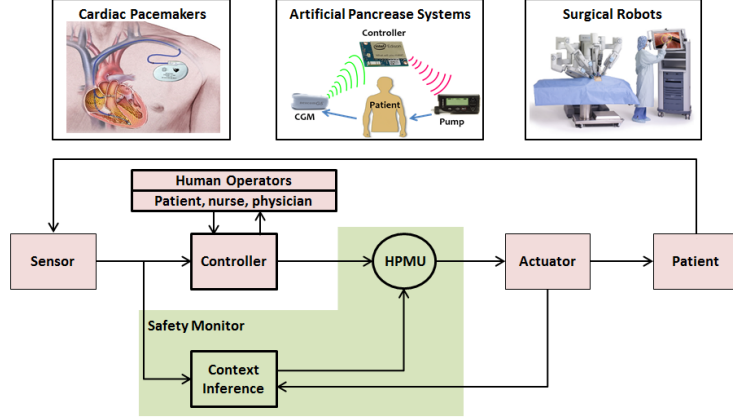 Cardiac Pacemakers
Artificial Pancrease Systems
Surgical Robots
Controller
Patient
CGM
Pump
Human Operators
Patient, nurse, physician
Sensor
Controller
HPMU
Actuator
Patient
Safety Monitor
Context
Inference